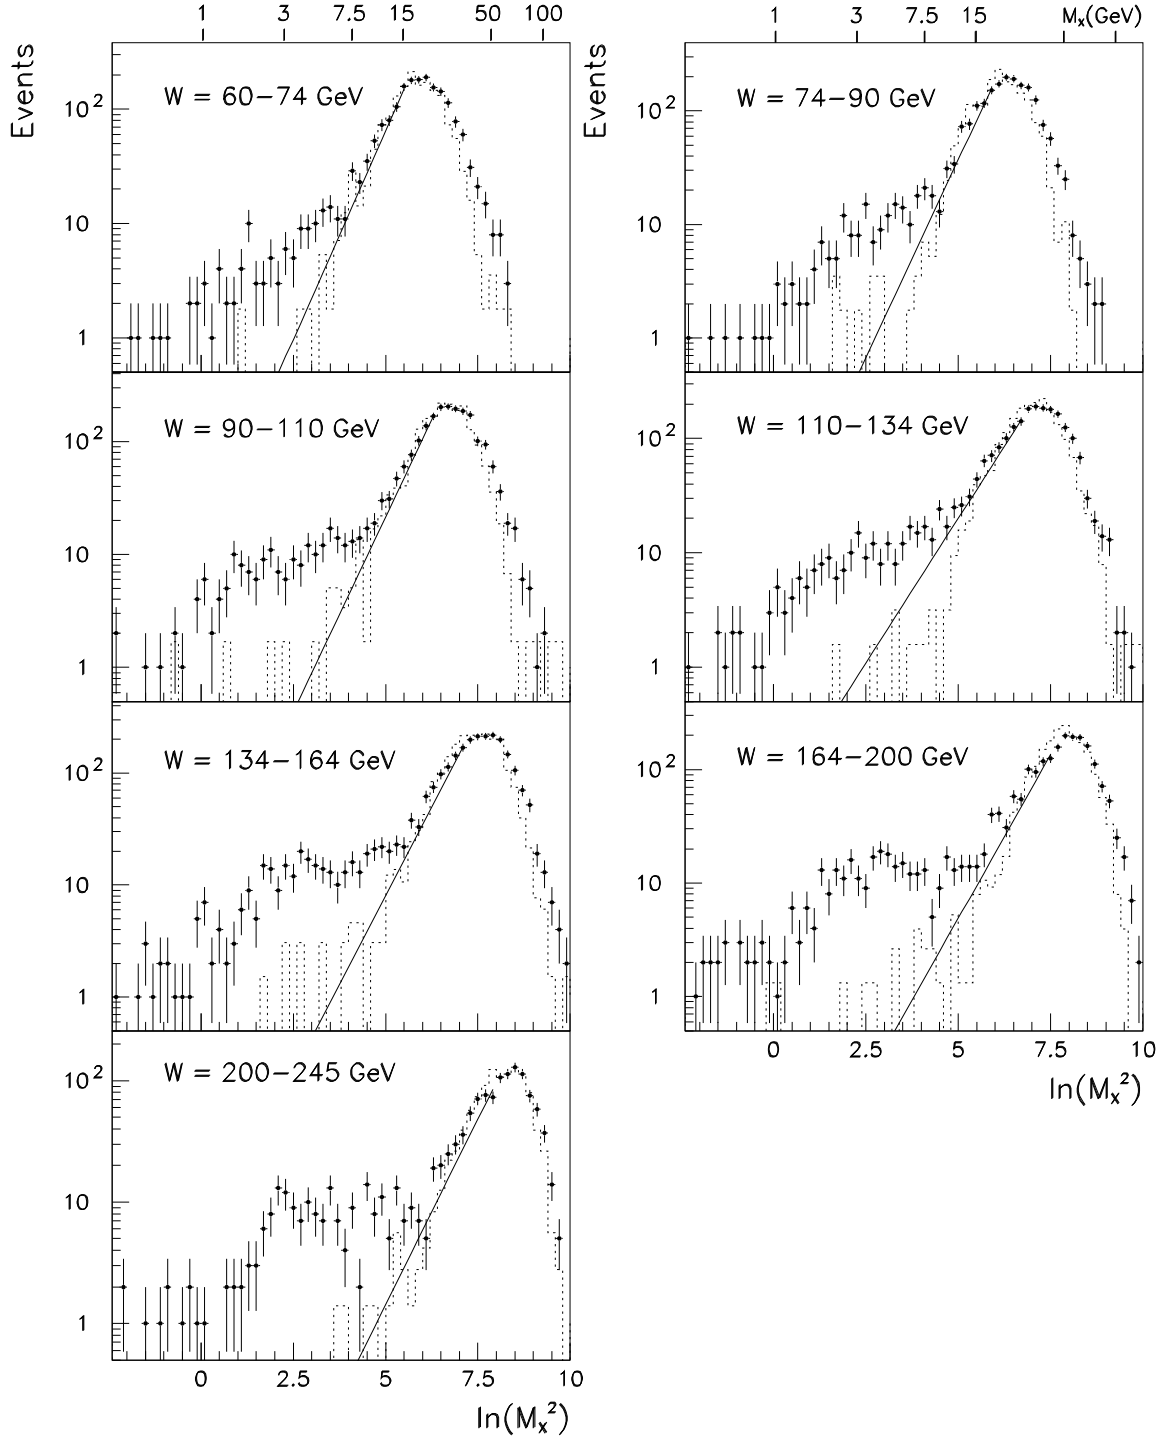 1 3 7.5 15 50 100
1 3 7.5 15 Mx(GeV)
Events
Events
W = 60−74 GeV
W = 74−90 GeV
10²
10
1
10²
10
1
W = 90−110 GeV
W = 110−134 GeV
10²
10
1
10²
10
1
W = 134−164 GeV
W = 164−200 GeV
10²
10
1
10²
10
1
0 2.5 5 7.5 10
ln(Mx²)
W = 200−245 GeV
10²
10
1
0 2.5 5 7.5 10
ln(Mx²)